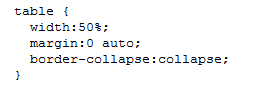 table {
  width:50%;
  margin:0 auto;
  border-collapse:collapse;
}